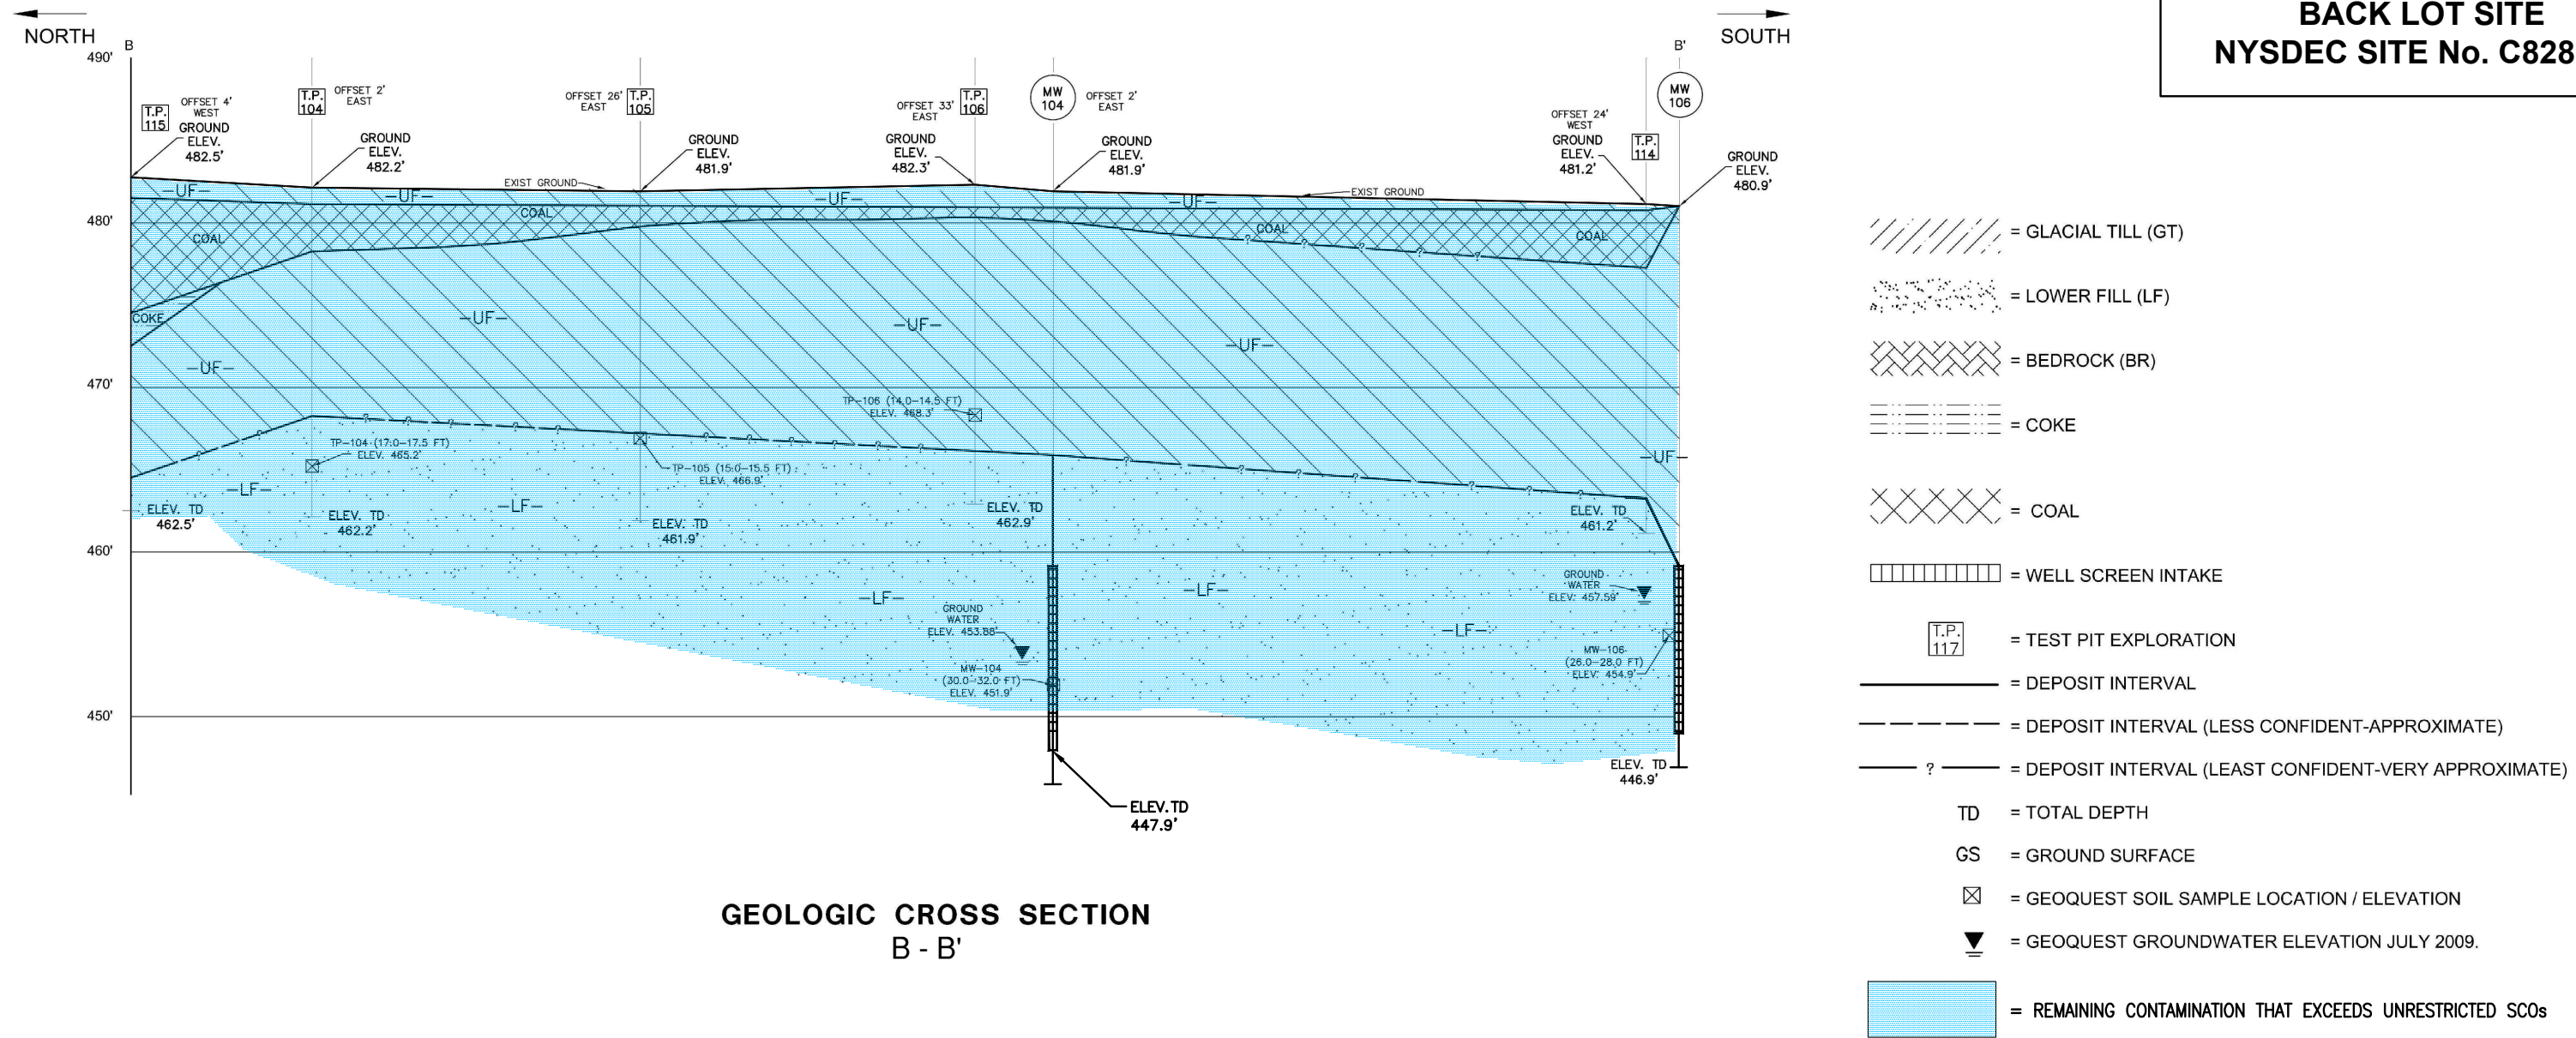 BACK LOT SITE
NYSDEC SITE No. C828
NORTH
SOUTH
B
B'
490'
480'
470'
460'
450'
T.P.
115
OFFSET 4'
WEST
GROUND
ELEV.
482.5'
T.P.
104
OFFSET 2'
EAST
GROUND
ELEV.
482.2'
OFFSET 26'
EAST
T.P.
105
GROUND
ELEV.
481.9'
OFFSET 33'
EAST
T.P.
106
GROUND
ELEV.
482.3'
MW
104
OFFSET 2'
EAST
GROUND
ELEV.
481.9'
OFFSET 24'
WEST
GROUND
ELEV.
481.2'
T.P.
114
MW
106
GROUND
ELEV.
480.9'
EXIST GROUND
EXIST GROUND
-UF-
-UF-
-UF-
-UF-
COAL
COAL
COAL
COAL
? ? ? ? ?
COKE
-UF-
-UF-
-UF-
-UF-
-UF-
TP-106 (14.0-14.5 FT)
ELEV. 468.3'
TP-104 (17.0-17.5 FT)
ELEV. 465.2'
TP-105 (15.0-15.5 FT)
ELEV. 466.9'
? ? ? ? ? ? ? ? ? ? ? ? ? ? ? ? ? ? ? ?
-LF-
-LF-
-LF-
-LF-
-LF-
ELEV. TD
462.5'
ELEV. TD
462.2'
ELEV. TD
461.9'
ELEV. TD
462.9'
ELEV. TD
461.2'
GROUND
WATER
ELEV. 453.88'
MW-104
(30.0-32.0 FT)
ELEV. 451.9'
GROUND
WATER
ELEV. 457.59'
MW-106
(26.0-28.0 FT)
ELEV. 454.9'
ELEV. TD
446.9'
ELEV.TD
447.9'
GEOLOGIC CROSS SECTION
B - B'
= GLACIAL TILL (GT)
= LOWER FILL (LF)
= BEDROCK (BR)
= COKE
= COAL
= WELL SCREEN INTAKE
T.P.
117
= TEST PIT EXPLORATION
= DEPOSIT INTERVAL
= DEPOSIT INTERVAL (LESS CONFIDENT-APPROXIMATE)
? = DEPOSIT INTERVAL (LEAST CONFIDENT-VERY APPROXIMATE)
TD = TOTAL DEPTH
GS = GROUND SURFACE
= GEOQUEST SOIL SAMPLE LOCATION / ELEVATION
= GEOQUEST GROUNDWATER ELEVATION JULY 2009.
= REMAINING CONTAMINATION THAT EXCEEDS UNRESTRICTED SCOs